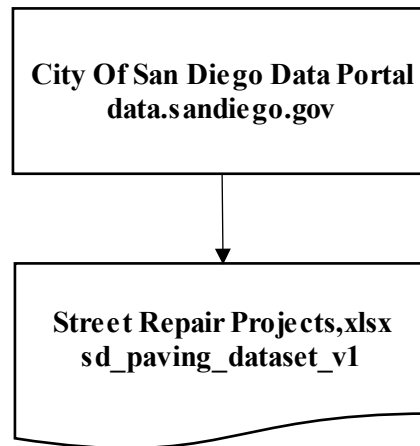 City Of San Diego Data Portal
data.sandiego.gov
Street Repair Projects,xlsx
sd_paving_dataset_v1